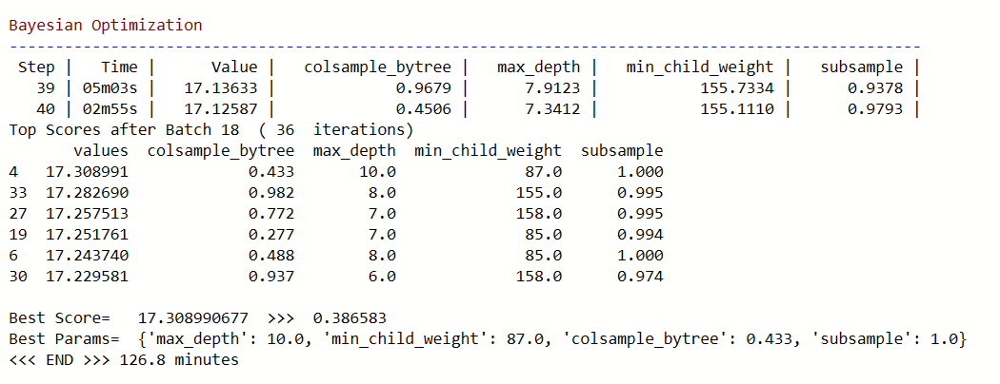 Bayesian Optimization
------------------------------------------------------------------------------------------------
 Step |   Time |      Value |   colsample_bytree |   max_depth |   min_child_weight |   subsample |
   39 | 05m03s |   17.13633 |             0.9679 |      7.9123 |           155.7334 |      0.9378 |
   40 | 02m55s |   17.12587 |             0.4506 |      7.3412 |           155.1110 |      0.9793 |
Top Scores after Batch 18  ( 36  iterations)
       values  colsample_bytree  max_depth  min_child_weight  subsample
4   17.308991             0.433       10.0              87.0      1.000
33  17.282690             0.982        8.0             155.0      0.995
27  17.257513             0.772        7.0             158.0      0.995
19  17.251761             0.277        7.0              85.0      0.994
6   17.243740             0.488        8.0              85.0      1.000
30  17.229581             0.937        6.0             158.0      0.974
Best Score=   17.308990677  >>>  0.386583
Best Params=  {'max_depth': 10.0, 'min_child_weight': 87.0, 'colsample_bytree': 0.433, 'subsample': 1.0}
<<< END >>> 126.8 minutes